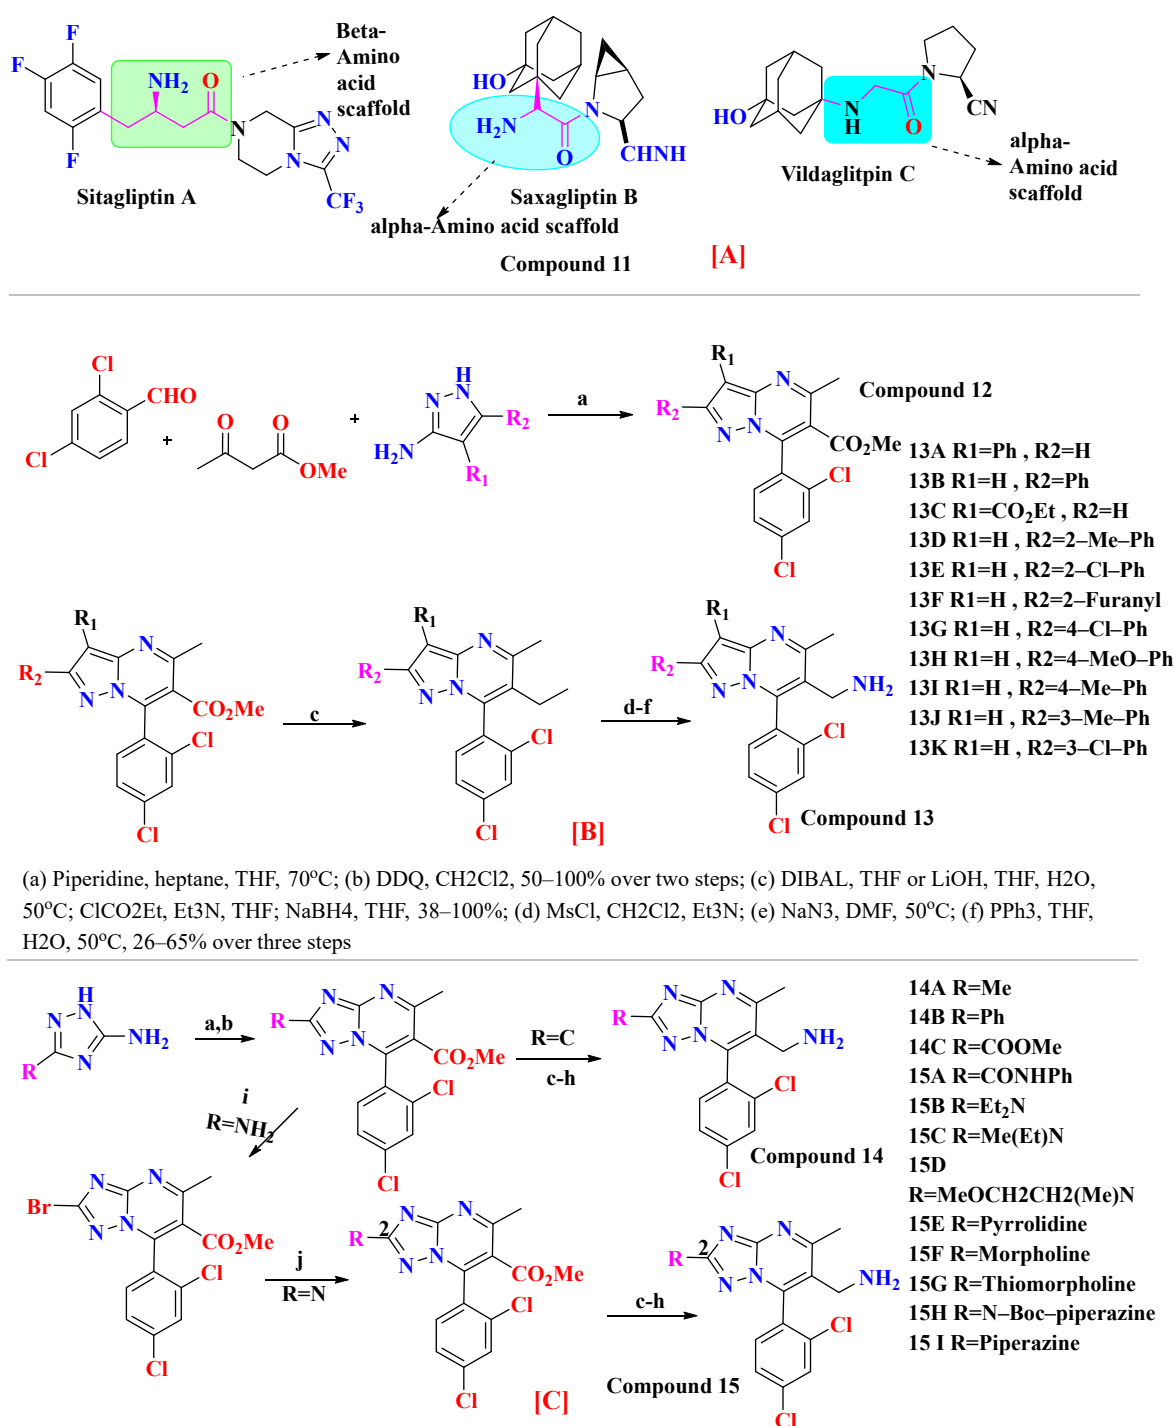 F
F
F
NH2
O
N
N
N
N
N
CF3
Beta-
Amino
acid
scaffold
Sitagliptin A
HO
H2N
O
N
CHNH
Saxagliptin B
alpha-Amino acid scaffold
Compound 11
HO
N
H
O
N
CN
Vildaglitpin C
alpha-
Amino acid
scaffold
[A]
Cl
CHO
Cl
+
O
O
OMe
+
H
N
N
R2
H2N
R1
a
R1
N
R2
N
N
CO2Me
Cl
Cl
Compound 12
13A R1=Ph , R2=H
13B R1=H , R2=Ph
13C R1=CO2Et , R2=H
13D R1=H , R2=2–Me–Ph
13E R1=H , R2=2–Cl–Ph
13F R1=H , R2=2–Furanyl
13G R1=H , R2=4–Cl–Ph
13H R1=H , R2=4–MeO–Ph
13I R1=H , R2=4–Me–Ph
13J R1=H , R2=3–Me–Ph
13K R1=H , R2=3–Cl–Ph
R1
N
R2
N
N
CO2Me
Cl
Cl
c
R1
N
R2
N
N
Cl
Cl
d-f
R1
N
R2
N
N
NH2
Cl
Cl
Compound 13
[B]
(a) Piperidine, heptane, THF, 70oC; (b) DDQ, CH2Cl2, 50–100% over two steps; (c) DIBAL, THF or LiOH, THF, H2O,
50oC; ClCO2Et, Et3N, THF; NaBH4, THF, 38–100%; (d) MsCl, CH2Cl2, Et3N; (e) NaN3, DMF, 50oC; (f) PPh3, THF,
H2O, 50oC, 26–65% over three steps
H
N
N
NH2
N
R
a,b
N
N
R
N
N
CO2Me
Cl
Cl
R=C
c-h
N
N
R
N
N
NH2
Cl
Cl
Compound 14
i
R=NH2
N
N
Br
N
N
CO2Me
Cl
Cl
j
R=N
2
N
N
R
N
N
CO2Me
Cl
Cl
c-h
2
N
N
R
N
N
NH2
Cl
Cl
Compound 15
[C]
14A R=Me
14B R=Ph
14C R=COOMe
15A R=CONHPh
15B R=Et2N
15C R=Me(Et)N
15D
R=MeOCH2CH2(Me)N
15E R=Pyrrolidine
15F R=Morpholine
15G R=Thiomorpholine
15H R=N–Boc–piperazine
15 I R=Piperazine